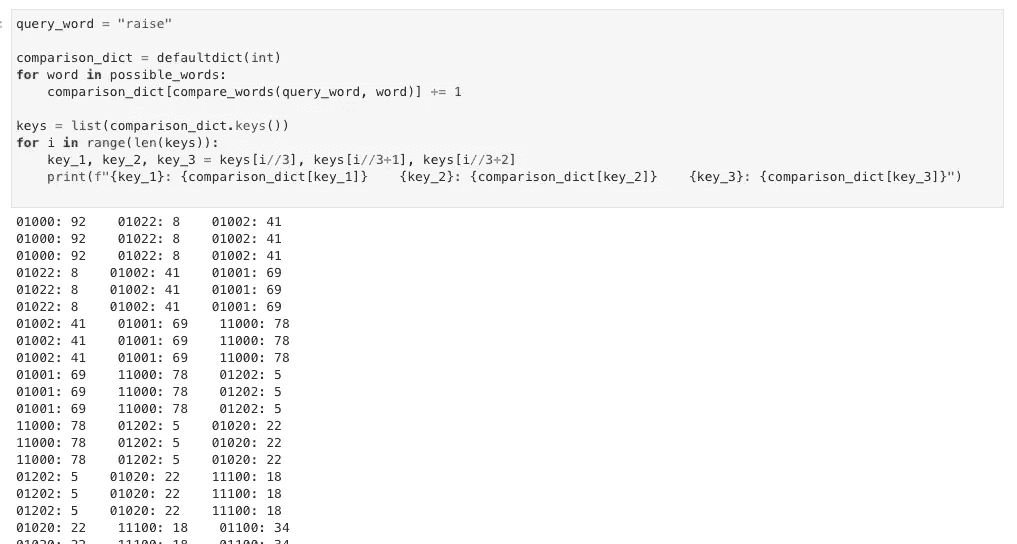 :
query_word = "raise"
comparison_dict = defaultdict(int)
for word in possible_words:
    comparison_dict[compare_words(query_word, word)] += 1
keys = list(comparison_dict.keys())
for i in range(len(keys)):
    key_1, key_2, key_3 = keys[i//3], keys[i//3+1], keys[i//3+2]
    print(f"{key_1}: {comparison_dict[key_1]}    {key_2}: {comparison_dict[key_2]}    {key_3}: {comparison_dict[key_3]}")
01000: 92    01022: 8    01002: 41
01000: 92    01022: 8    01002: 41
01000: 92    01022: 8    01002: 41
01022: 8    01002: 41    01001: 69
01022: 8    01002: 41    01001: 69
01022: 8    01002: 41    01001: 69
01002: 41    01001: 69    11000: 78
01002: 41    01001: 69    11000: 78
01002: 41    01001: 69    11000: 78
01001: 69    11000: 78    01202: 5
01001: 69    11000: 78    01202: 5
01001: 69    11000: 78    01202: 5
11000: 78    01202: 5    01020: 22
11000: 78    01202: 5    01020: 22
11000: 78    01202: 5    01020: 22
01202: 5    01020: 22    11100: 18
01202: 5    01020: 22    11100: 18
01202: 5    01020: 22    11100: 18
01020: 22    11100: 18    01100: 34
01020: 22    11100: 18    01100: 34